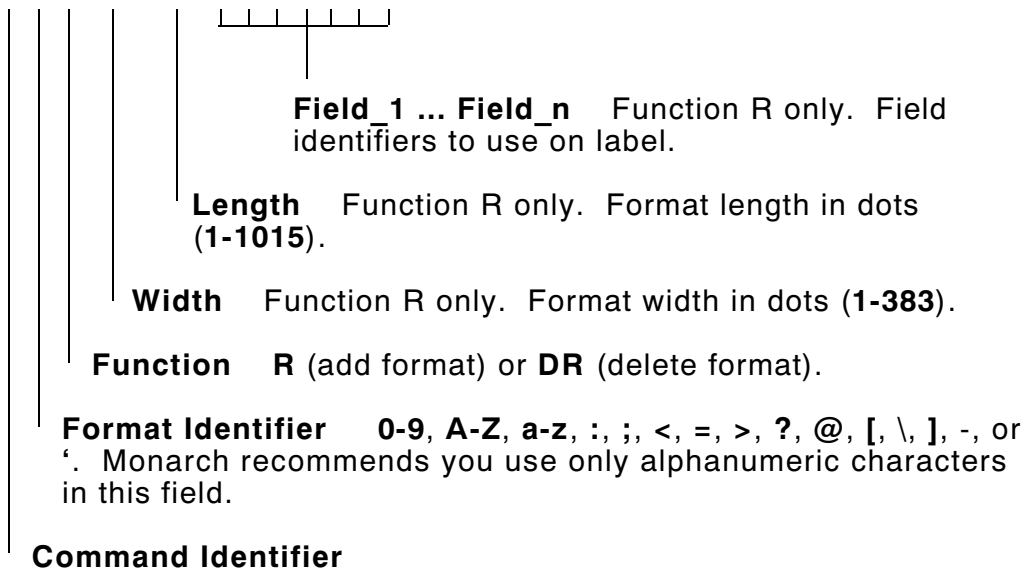 Field_1 ... Field_n Function R only. Field
identifiers to use on label.
Length Function R only. Format length in dots
(1-1015).
Width Function R only. Format width in dots (1-383).
Function R (add format) or DR (delete format).
Format Identifier 0-9, A-Z, a-z, :, ;, <, =, >, ?, @, [, \, ], -, or
‘. Monarch recommends you use only alphanumeric characters
in this field.
Command Identifier